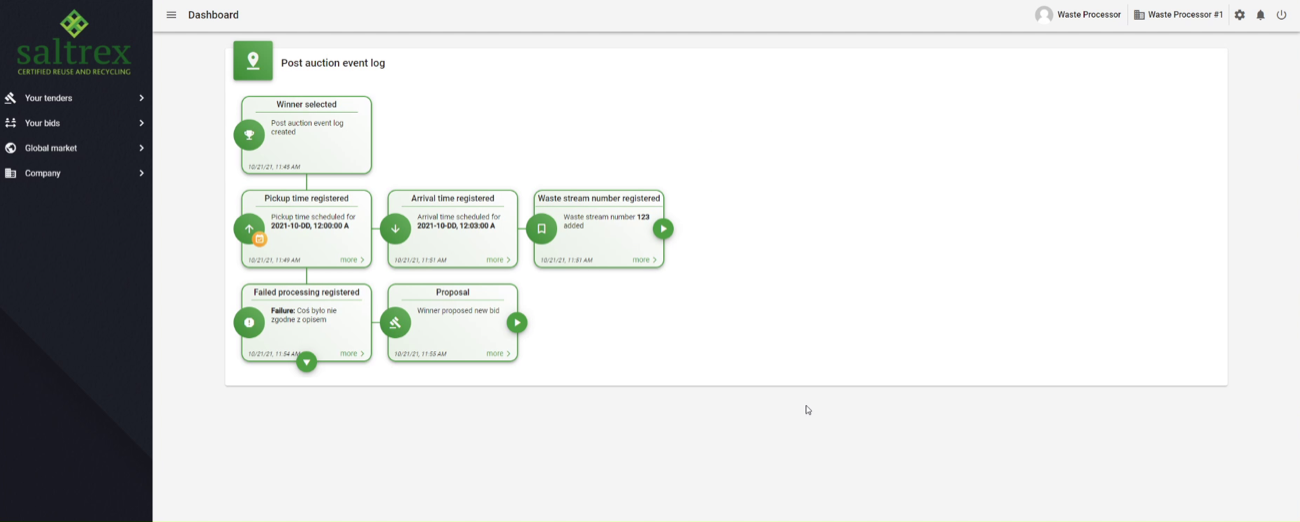 saltrex
CERTIFIED REUSE AND RECYCLING
Your tenders
Your bids
Global market
Company
Dashboard
Waste Processor
Waste Processor #1
Post auction event log
Winner selected
Post auction event log
created
10/21/21, 11:45 AM
Pickup time registered
Pickup time scheduled for
2021-10-DD, 12:00:00 A
10/21/21, 11:49 AM
more
Arrival time registered
Arrival time scheduled for
2021-10-DD, 12:03:00 A
10/21/21, 11:51 AM
more
Waste stream number registered
Waste stream number 123
added
10/21/21, 11:51 AM
more
Failed processing registered
Failure: Coś było nie
zgodne z opisem
10/21/21, 11:54 AM
more
Proposal
Winner proposed new bid
10/21/21, 11:55 AM
more